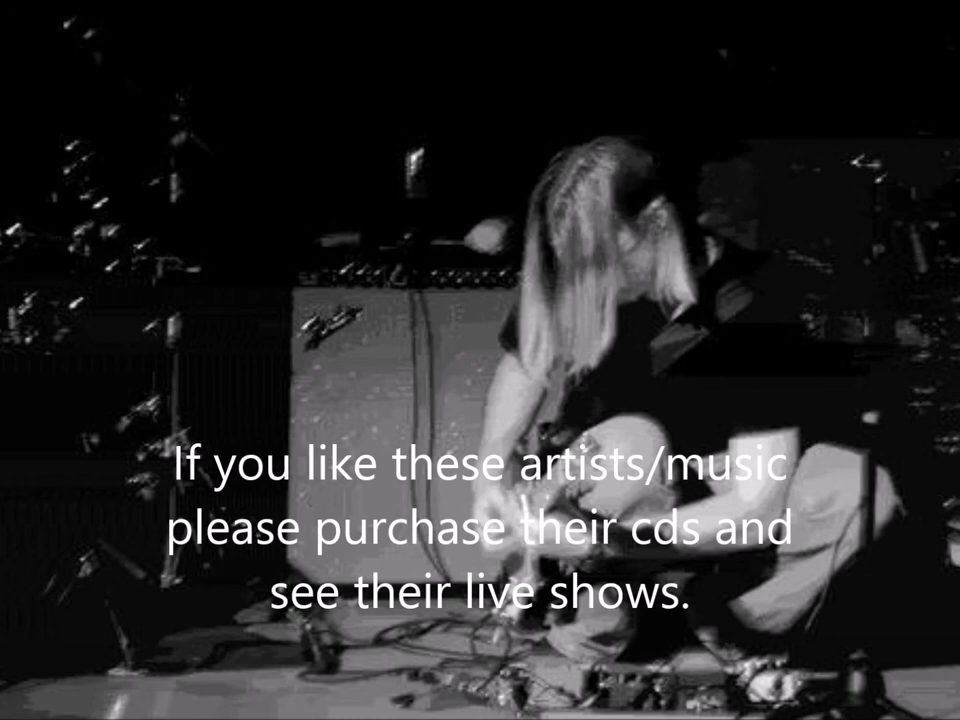 If you like these artists/music
please purchase their cds and
see their live shows.